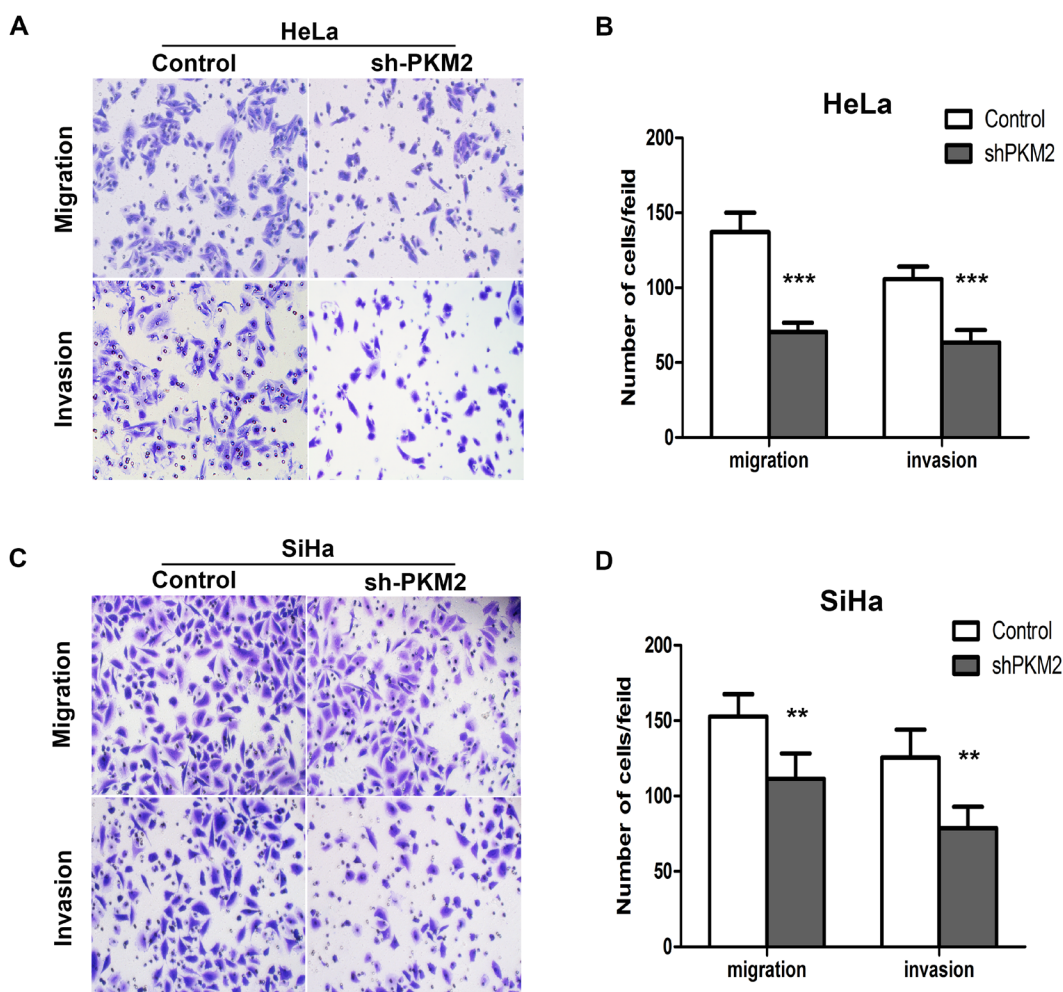 A
HeLa
Control sh-PKM2
Migration
Invasion
B
HeLa
Control
shPKM2
Number of cells/feild
200
150
100
50
0
***
***
migration invasion
C
SiHa
Control sh-PKM2
Migration
Invasion
D
SiHa
Control
shPKM2
Number of cells/feild
200
150
100
50
0
**
**
migration invasion